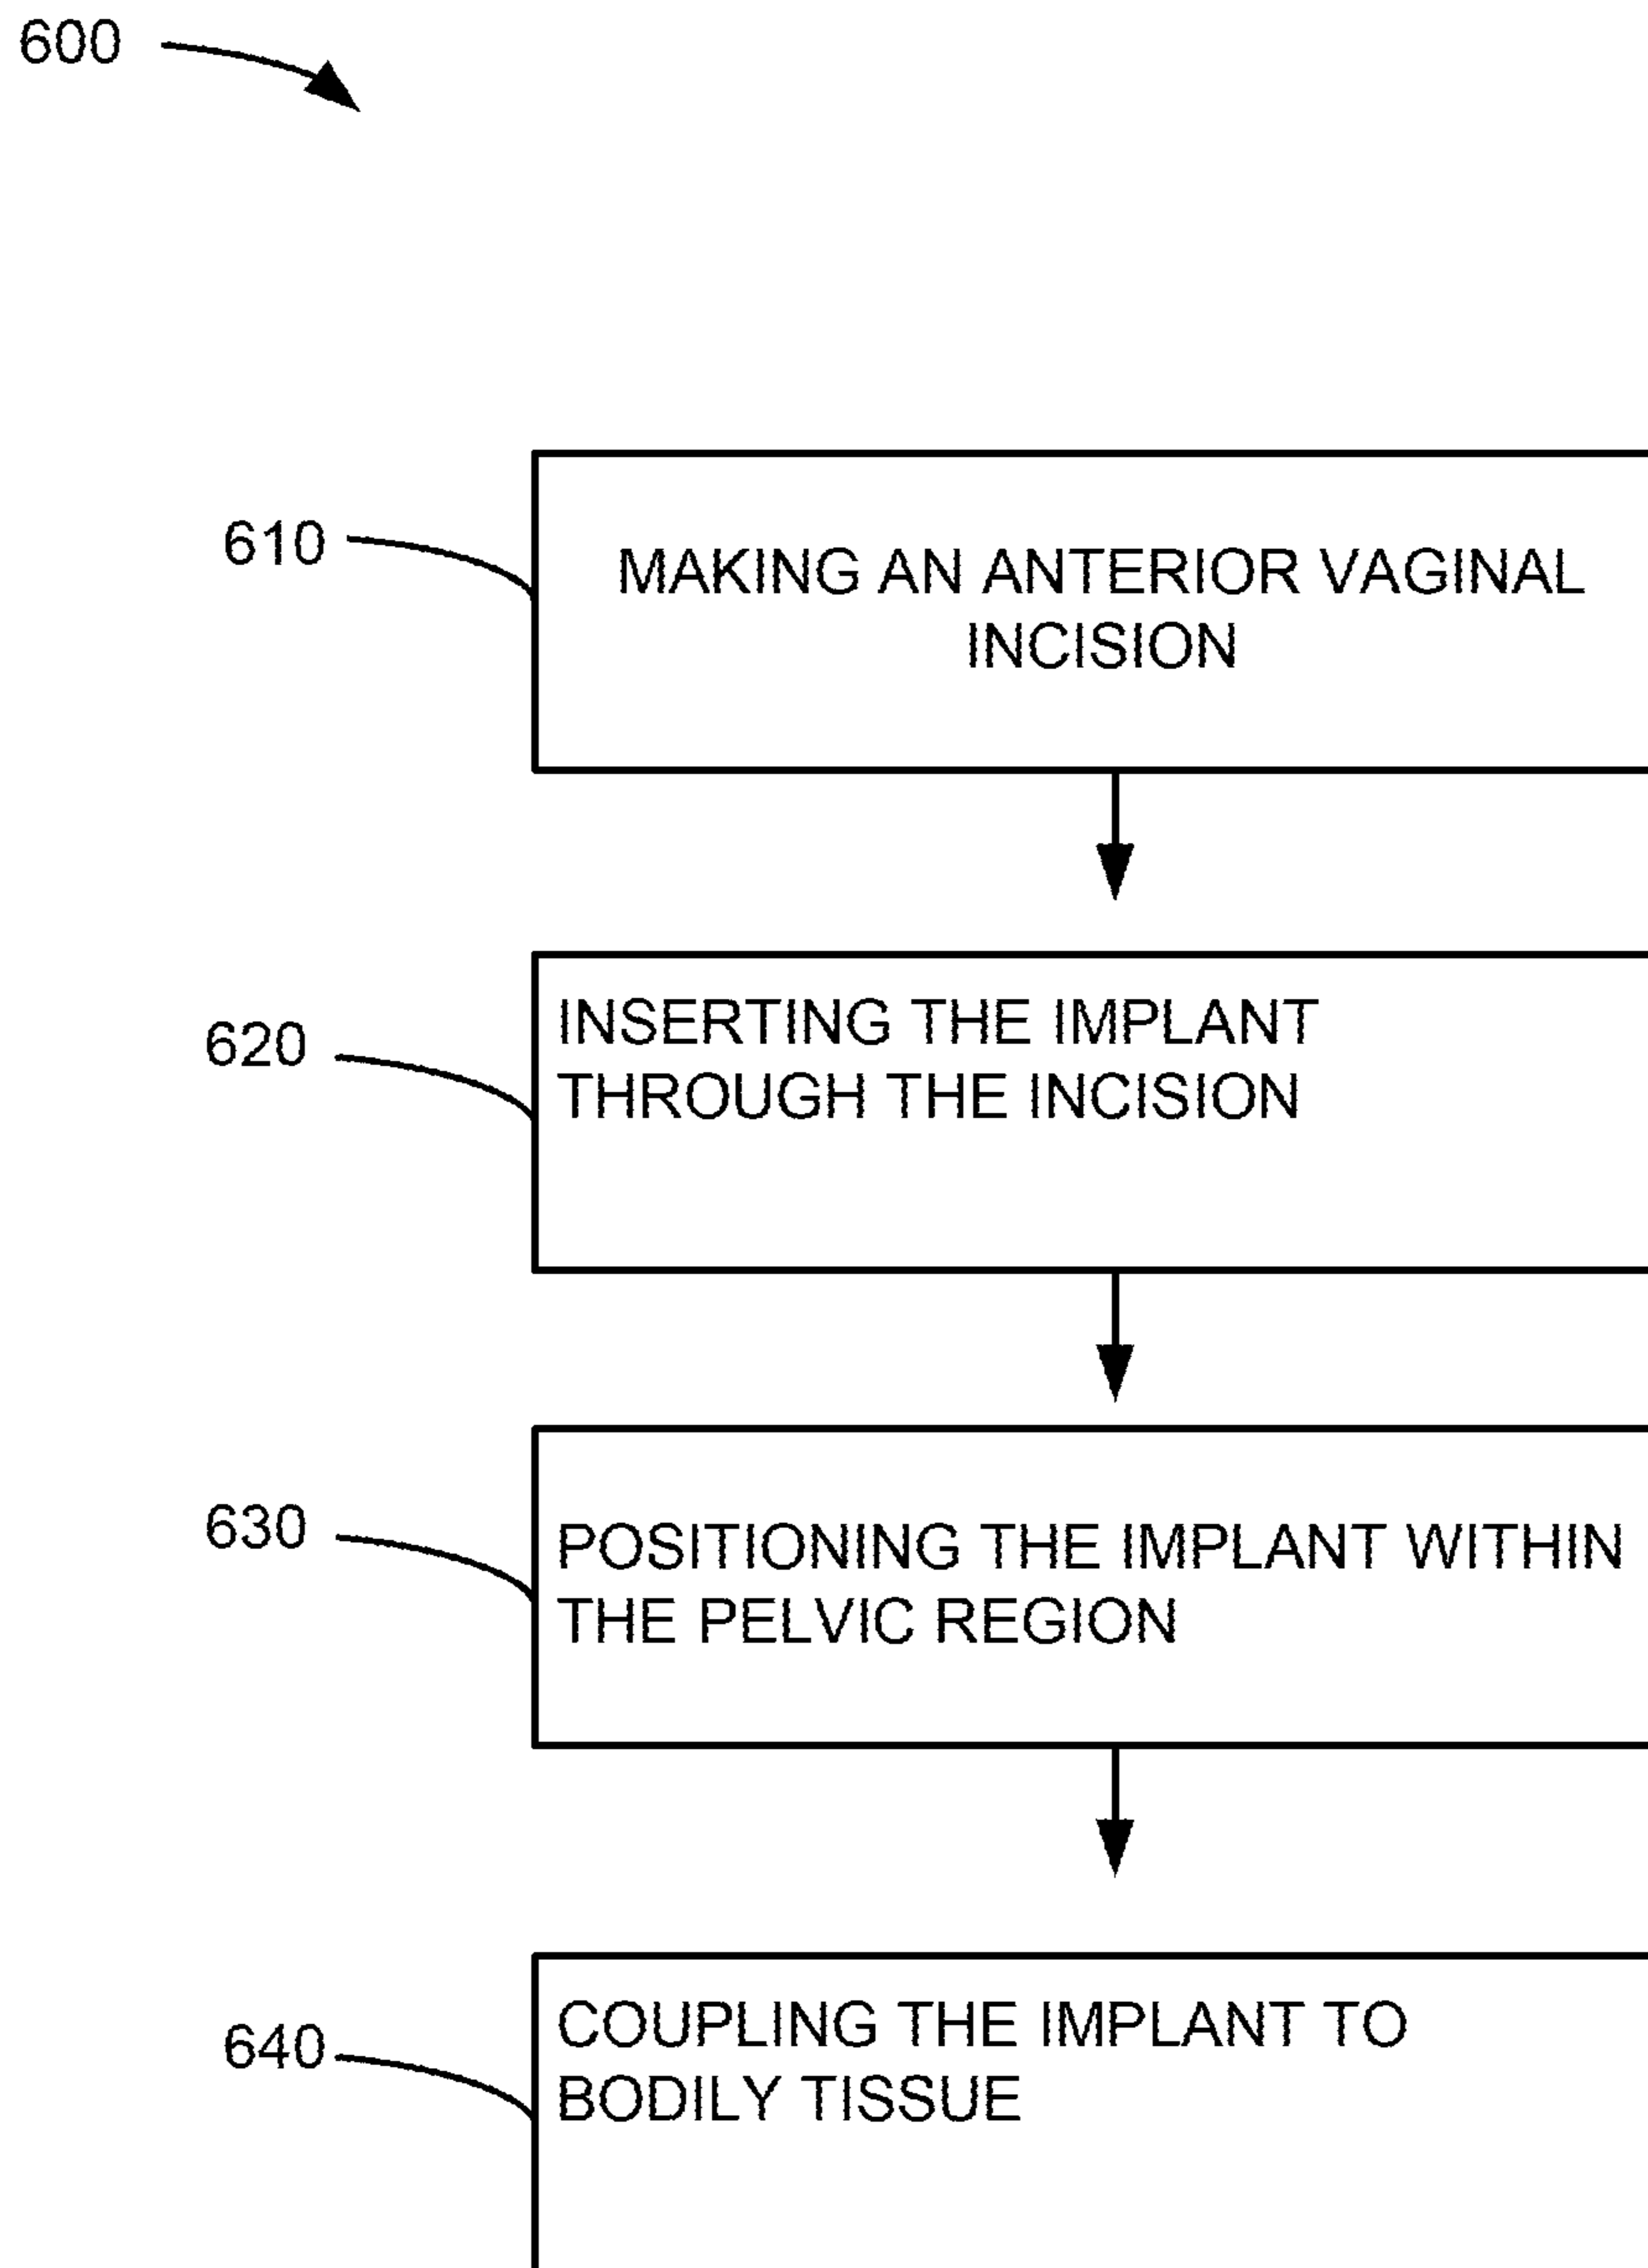 600
610
MAKING AN ANTERIOR VAGINAL
INCISION
620
INSERTING THE IMPLANT
THROUGH THE INCISION
630
POSITIONING THE IMPLANT WITHIN
THE PELVIC REGION
640
COUPLING THE IMPLANT TO
BODILY TISSUE